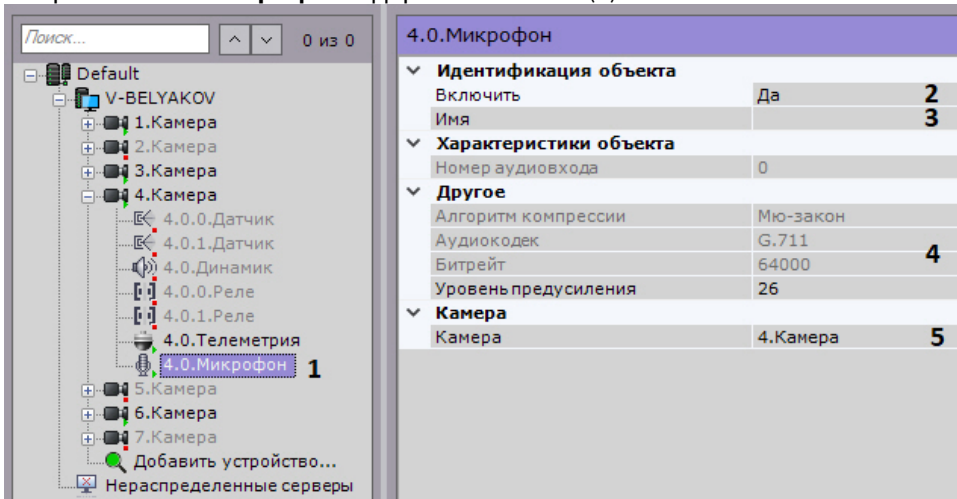 Поиск...
0 из 0
Default
V-BELYAKOV
1.Камера
2.Камера
3.Камера
4.Камера
4.0.0.Датчик
4.0.1.Датчик
4.0.Динамик
4.0.0.Реле
4.0.1.Реле
4.0.Телеметрия
4.0.Микрофон 1
5.Камера
6.Камера
7.Камера
Добавить устройство...
Нераспределенные серверы
4.0.Микрофон
Идентификация объекта
Включить Да 2
Имя 3
Характеристики объекта
Номер аудиовхода 0
Другое
Алгоритм компрессии Мю-закон
Аудиокодек G.711
4
Битрейт 64000
Уровень предусиления 26
Камера
Камера 4.Камера 5